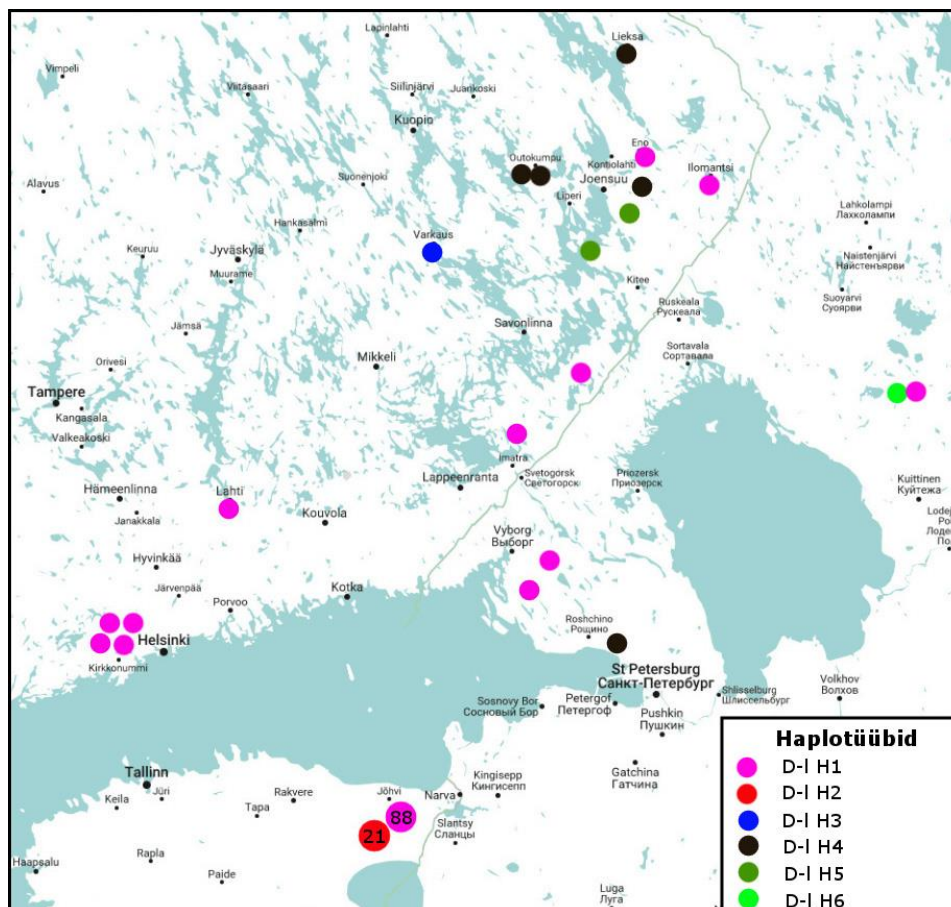 Lapinlahti
Lieksa
Vimpeli
Viitasaari
Siilinjärvi
Juankoski
Kuopio
Eno
Outokumpu
Kontiolahti
Ilomantsi
Alavus
Suonenjoki
Joensuu
Liperi
Lahkolampi
Лахколампи
Hankasalmi
Varkaus
Keuruu
Jyväskylä
Naistenjärvi
Найстенъярви
Muurame
Kitee
Suoyarvi
Суоярви
Ruskeala
Рускеала
Jämsä
Savonlinna
Sortavala
Сортавала
Orivesi
Mikkeli
Tampere
Kangasala
Valkeakoski
Imatra
Hämeenlinna
Lahti
Lappeenranta
Svetogorsk
Светогорск
Priozersk
Приозерск
Kuittinen
Куйтежа
Janakkala
Kouvola
Vyborg
Выборг
Hyvinkää
Järvenpää
Porvoo
Kotka
Roshchino
Рощино
Helsinki
Kirkkonummi
St Petersburg
Санкт-Петербург
Sosnovy Bor
Сосновый Бор
Petergof
Петергоф
Shlisselburg
Шлиссельбург
Volkhov
Волхов
Pushkin
Пушкин
Tallinn
Keila
Jüri
Rakvere
Jõhvi
Narva
Kingisepp
Кингисепп
Gatchina
Гатчина
Tapa
88
21
Slantsy
Сланцы
Haapsalu
Rapla
Paide
Luga
Луга
Haplotüübid
D-l H1
D-l H2
D-l H3
D-l H4
D-l H5
D-l H6